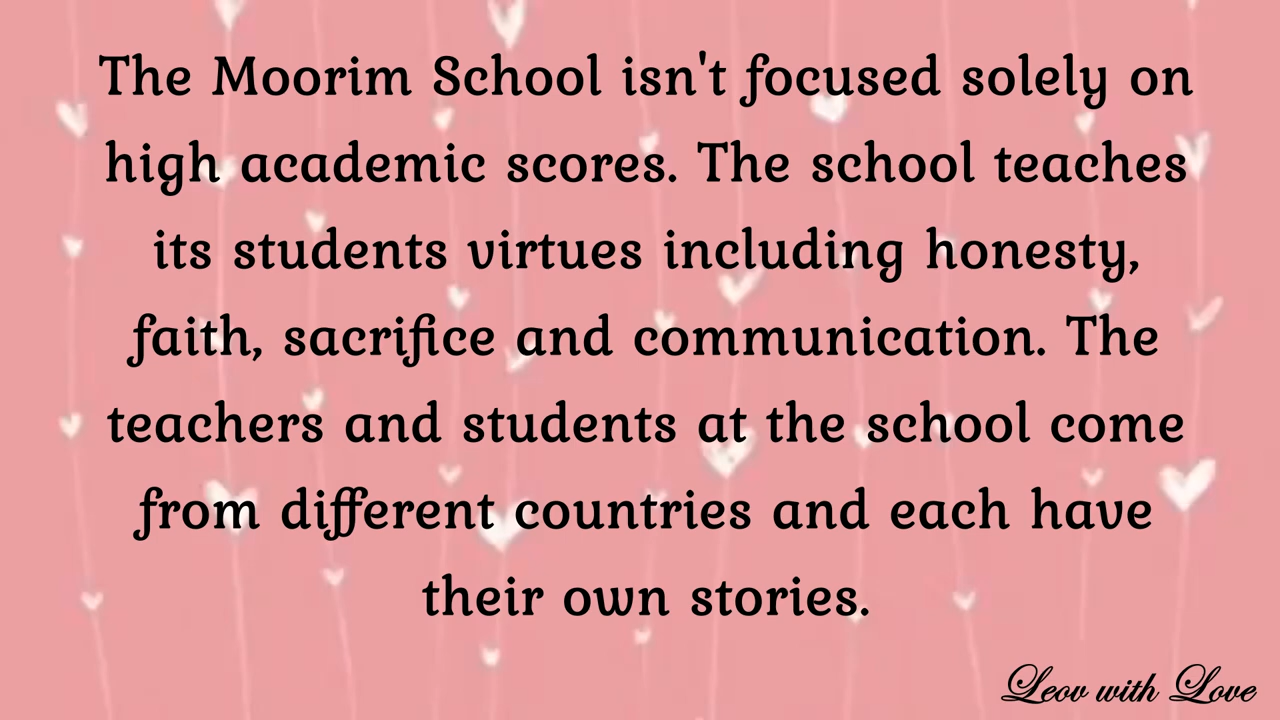 The Moorim School isn't focused solely on
high academic scores. The school teaches
its students virtues including honesty,
faith, sacrifice and communication. The
teachers and students at the school come
from different countries and each have
their own stories.
Leov with Love